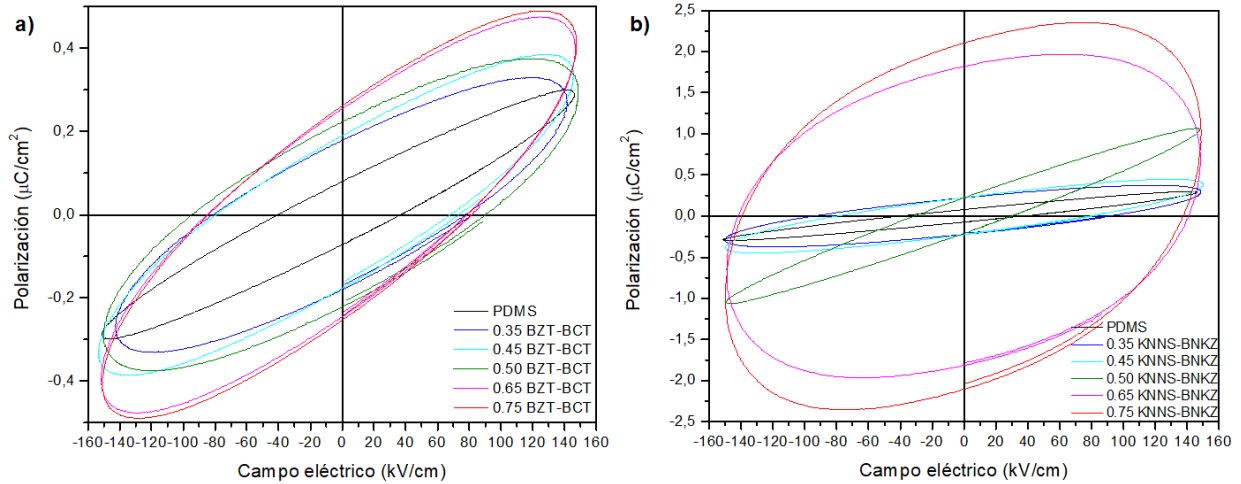 a)
0,4
0,2
0,0
-0,2
-0,4
Polarización (μC/cm²)
PDMS
0.35 BZT-BCT
0.45 BZT-BCT
0.50 BZT-BCT
0.65 BZT-BCT
0.75 BZT-BCT
-160 -140 -120 -100 -80 -60 -40 -20 0 20 40 60 80 100 120 140 160
Campo eléctrico (kV/cm)
b)
2,5
2,0
1,5
1,0
0,5
0,0
-0,5
-1,0
-1,5
-2,0
-2,5
Polarización (μC/cm²)
PDMS
0.35 KNNS-BNKZ
0.45 KNNS-BNKZ
0.50 KNNS-BNKZ
0.65 KNNS-BNKZ
0.75 KNNS-BNKZ
-160 -140 -120 -100 -80 -60 -40 -20 0 20 40 60 80 100 120 140 160
Campo eléctrico (kV/cm)